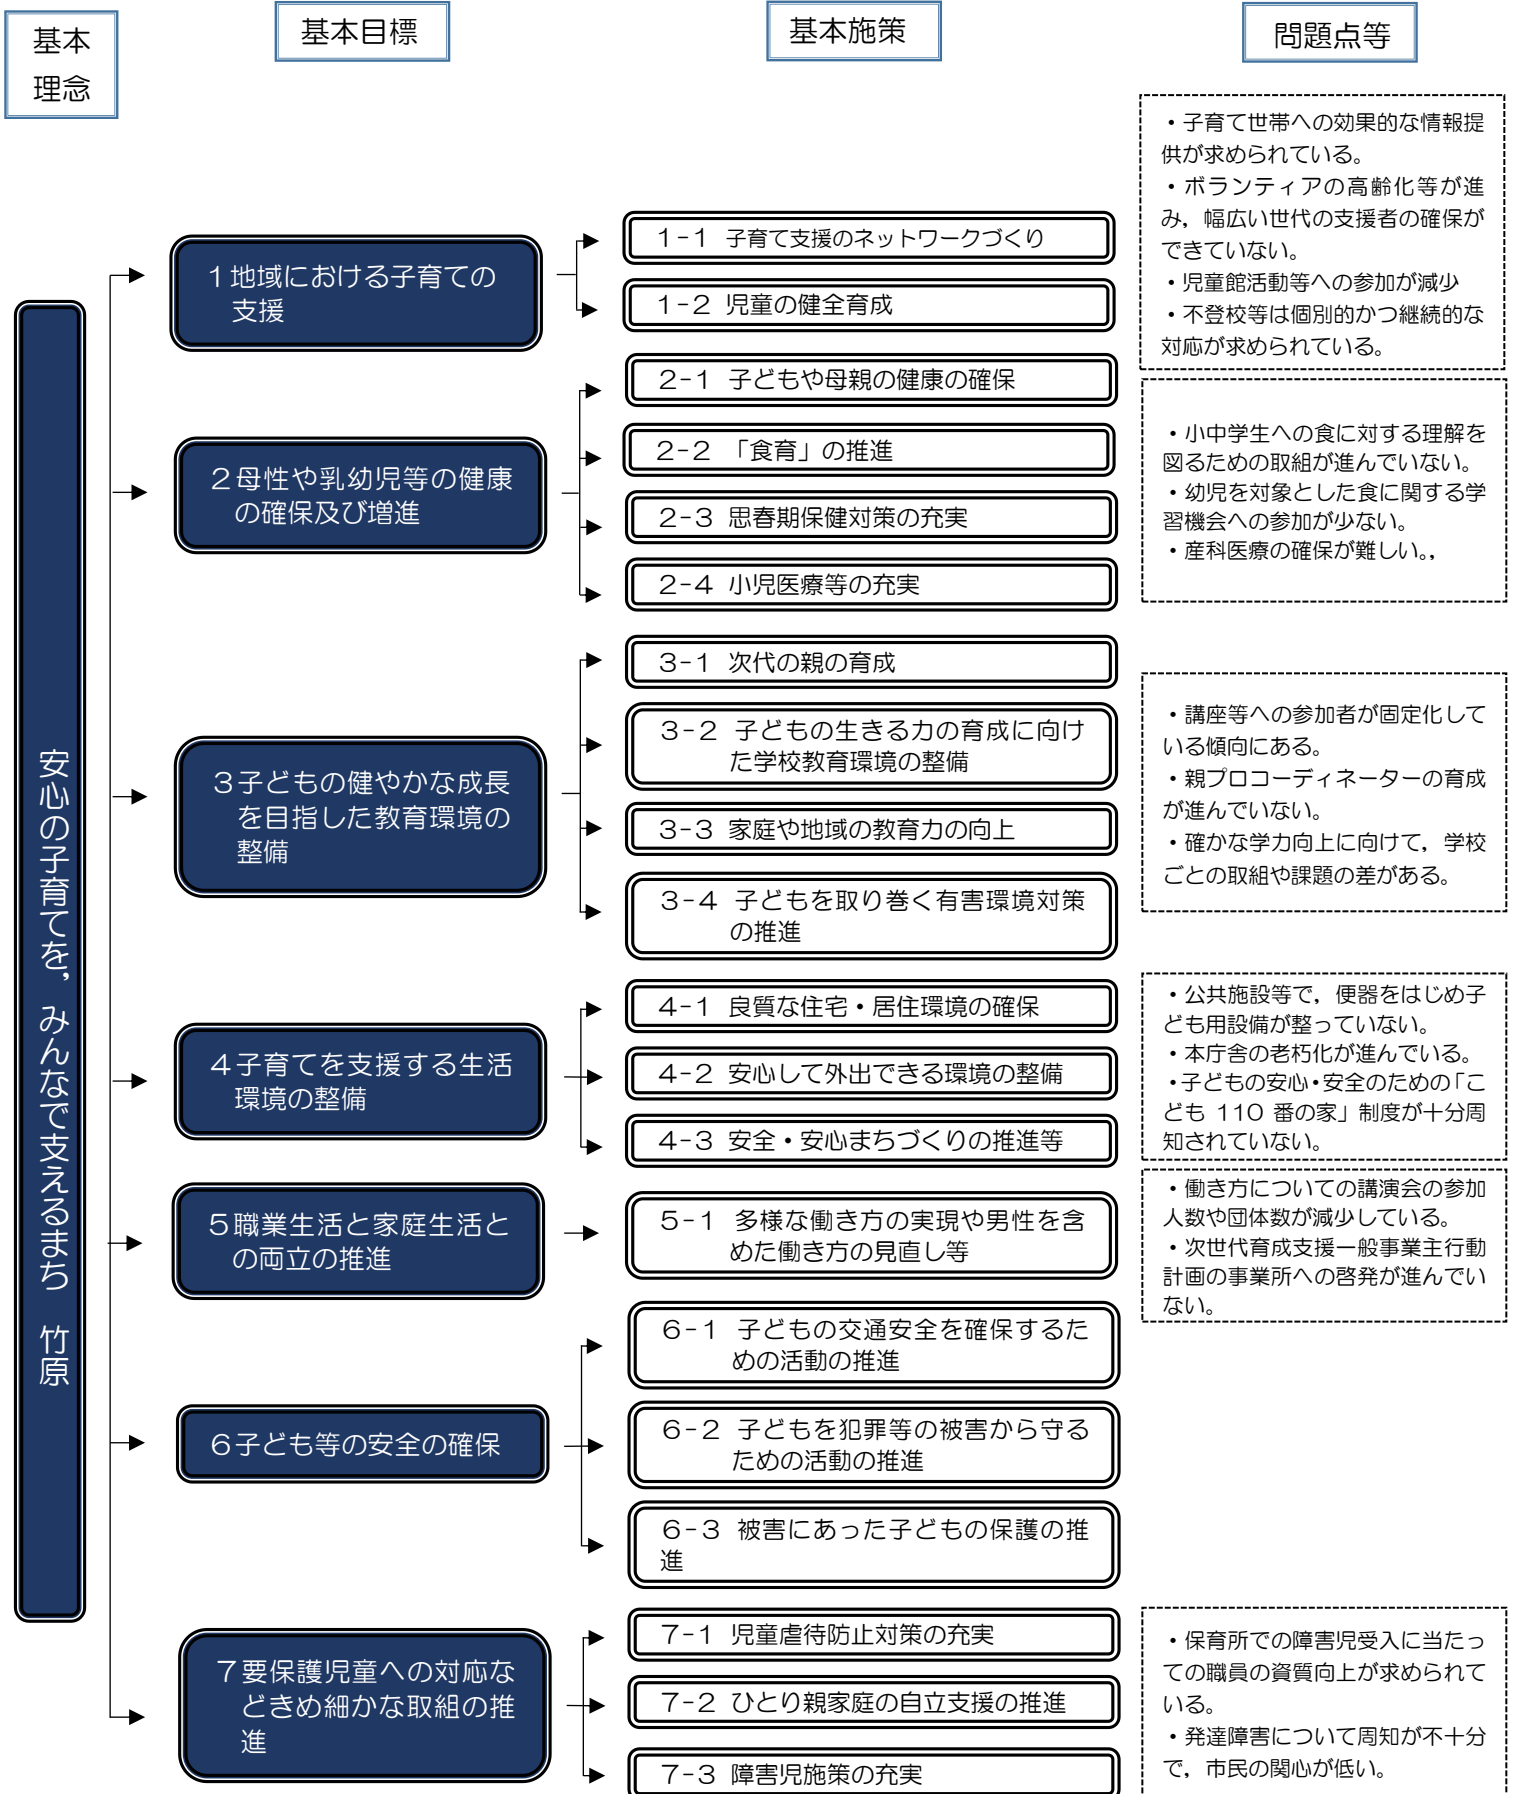 基本
理念
基本目標
基本施策
問題点等
安心の子育てを，みんなで支えるまち　竹原
1地域における子育ての
支援
1-1 子育て支援のネットワークづくり
1-2 児童の健全育成
・子育て世帯への効果的な情報提
供が求められている。
・ボランティアの高齢化等が進
み，幅広い世代の支援者の確保が
できていない。
・児童館活動等への参加が減少
・不登校等は個別的かつ継続的な
対応が求められている。
2母性や乳幼児等の健康
の確保及び増進
2-1 子どもや母親の健康の確保
2-2 「食育」の推進
2-3 思春期保健対策の充実
2-4 小児医療等の充実
・小中学生への食に対する理解を
図るための取組が進んでいない。
・幼児を対象とした食に関する学
習機会への参加が少ない。
・産科医療の確保が難しい。，
3子どもの健やかな成長
を目指した教育環境の
整備
3-1 次代の親の育成
3-2 子どもの生きる力の育成に向け
た学校教育環境の整備
3-3 家庭や地域の教育力の向上
3-4 子どもを取り巻く有害環境対策
の推進
・講座等への参加者が固定化して
いる傾向にある。
・親プロコーディネーターの育成
が進んでいない。
・確かな学力向上に向けて，学校
ごとの取組や課題の差がある。
4子育てを支援する生活
環境の整備
4-1 良質な住宅・居住環境の確保
4-2 安心して外出できる環境の整備
4-3 安全・安心まちづくりの推進等
・公共施設等で，便器をはじめ子
ども用設備が整っていない。
・本庁舎の老朽化が進んでいる。
・子どもの安心・安全のための「こ
ども 110 番の家」制度が十分周
知されていない。
5職業生活と家庭生活と
の両立の推進
5-1 多様な働き方の実現や男性を含
めた働き方の見直し等
・働き方についての講演会の参加
人数や団体数が減少している。
・次世代育成支援一般事業主行動
計画の事業所への啓発が進んでい
ない。
6子ども等の安全の確保
6-1 子どもの交通安全を確保するた
めの活動の推進
6-2 子どもを犯罪等の被害から守る
ための活動の推進
6-3 被害にあった子どもの保護の推
進
7要保護児童への対応な
どきめ細かな取組の推
進
7-1 児童虐待防止対策の充実
7-2 ひとり親家庭の自立支援の推進
7-3 障害児施策の充実
・保育所での障害児受入に当たっ
ての職員の資質向上が求められて
いる。
・発達障害について周知が不十分
で，市民の関心が低い。